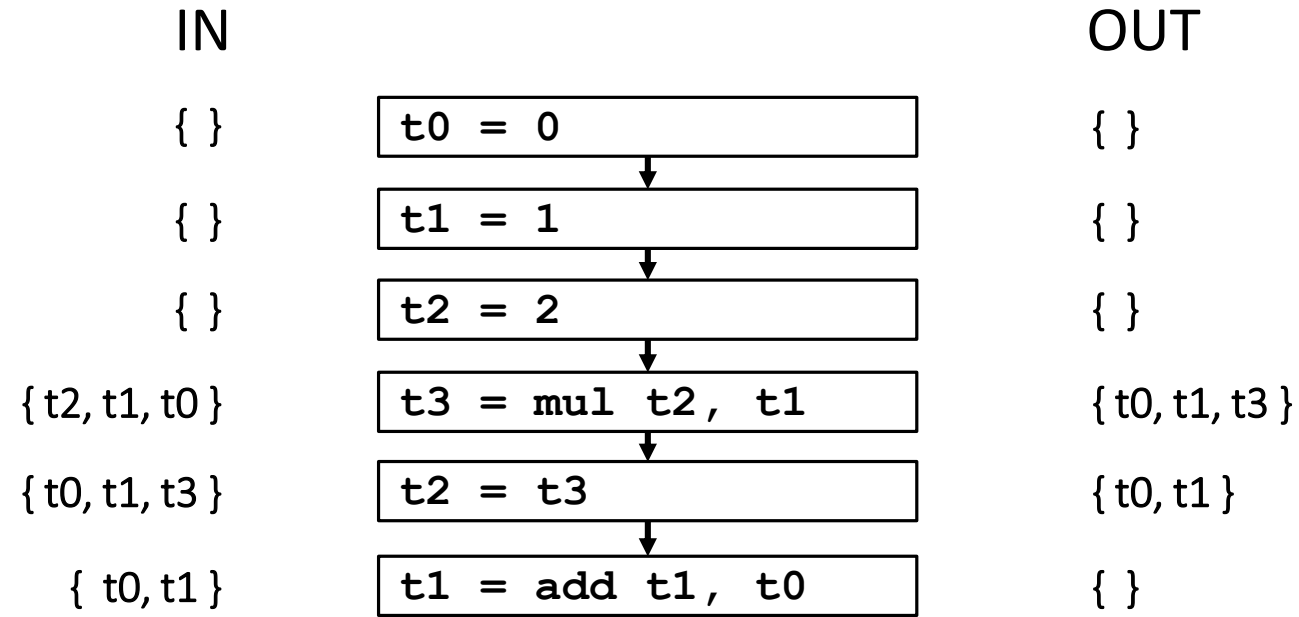 IN OUT
{ } t0 = 0 { }
{ } t1 = 1 { }
{ } t2 = 2 { }
{ t2, t1, t0 } t3 = mul t2, t1 { t0, t1, t3 }
{ t0, t1, t3 } t2 = t3 { t0, t1 }
{ t0, t1 } t1 = add t1, t0 { }